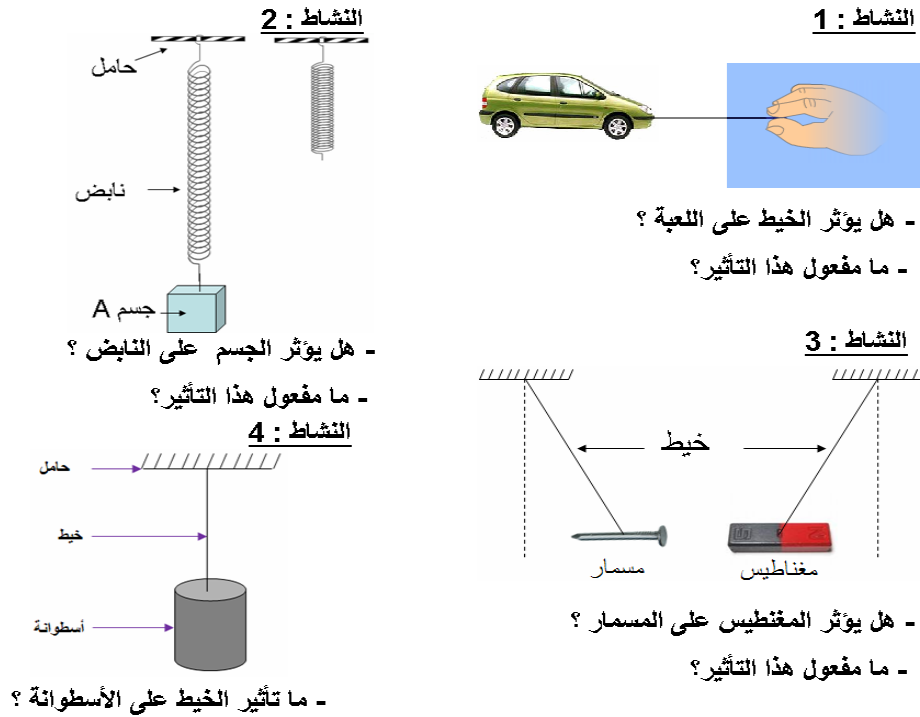 النشاط : 1
- هل يؤثر الخيط على اللعبة ؟
- ما مفعول هذا التأثير؟
النشاط : 2
حامل
نابض
جسم A
- هل يؤثر الجسم على النابض ؟
- ما مفعول هذا التأثير؟
النشاط : 3
خيط
مسمار
مغناطيس
- هل يؤثر المغنطيس على المسمار ؟
- ما مفعول هذا التأثير؟
النشاط : 4
حامل
خيط
أسطوانة
- ما تأثير الخيط على الأسطوانة ؟